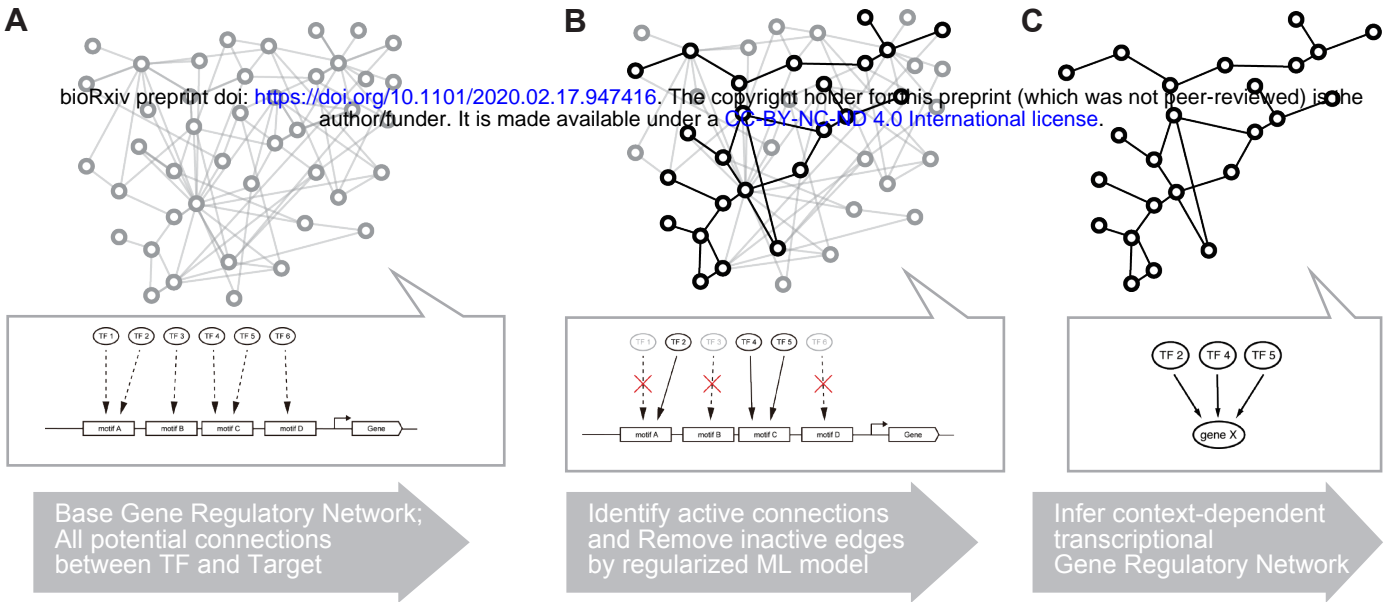 A
B
C
bioRxiv preprint doi: https://doi.org/10.1101/2020.02.17.947416. The copyright holder for this preprint (which was not peer-reviewed) is the
author/funder. It is made available under a CC-BY-NC-ND 4.0 International license.
TF 1 TF 2 TF 3 TF 4 TF 5 TF 6
motif A motif B motif C motif D Gene
TF 1 TF 2 TF 3 TF 4 TF 5 TF 6
motif A motif B motif C motif D Gene
TF 2 TF 4 TF 5
gene X
Base Gene Regulatory Network;
All potential connections
between TF and Target
Identify active connections
and Remove inactive edges
by regularized ML model
Infer context-dependent
transcriptional
Gene Regulatory Network